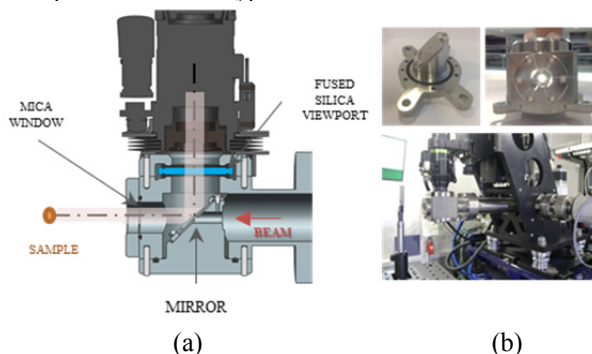 MICA
WINDOW
FUSED
SILICA
VIEWPORT
SAMPLE
BEAM
MIRROR
(a)
(b)